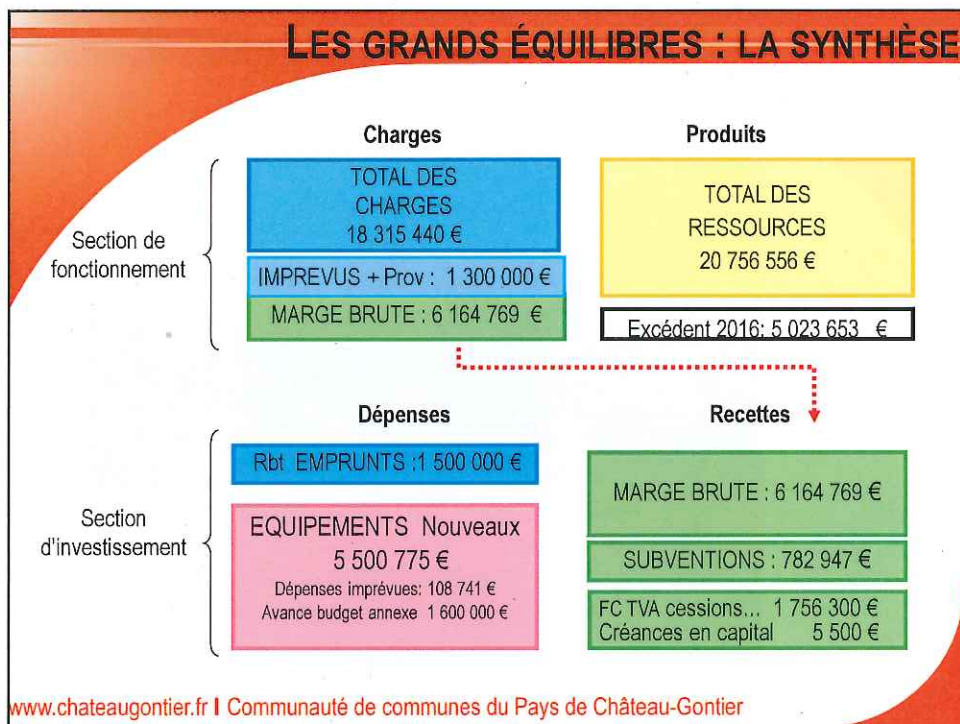 LES GRANDS ÉQUILIBRES : LA SYNTHÈSE
Charges
Produits
Section de
fonctionnement
TOTAL DES
CHARGES
18 315 440 €
IMPREVUS + Prov : 1 300 000 €
MARGE BRUTE : 6 164 769 €
TOTAL DES
RESSOURCES
20 756 556 €
Excédent 2016: 5 023 653 €
Dépenses
Recettes
Section
d'investissement
Rbt EMPRUNTS :1 500 000 €
EQUIPEMENTS Nouveaux
5 500 775 €
Dépenses imprévues: 108 741 €
Avance budget annexe 1 600 000 €
MARGE BRUTE : 6 164 769 €
SUBVENTIONS : 782 947 €
FC TVA cessions... 1 756 300 €
Créances en capital 5 500 €
www.chateaugontier.fr I Communauté de communes du Pays de Château-Gontier